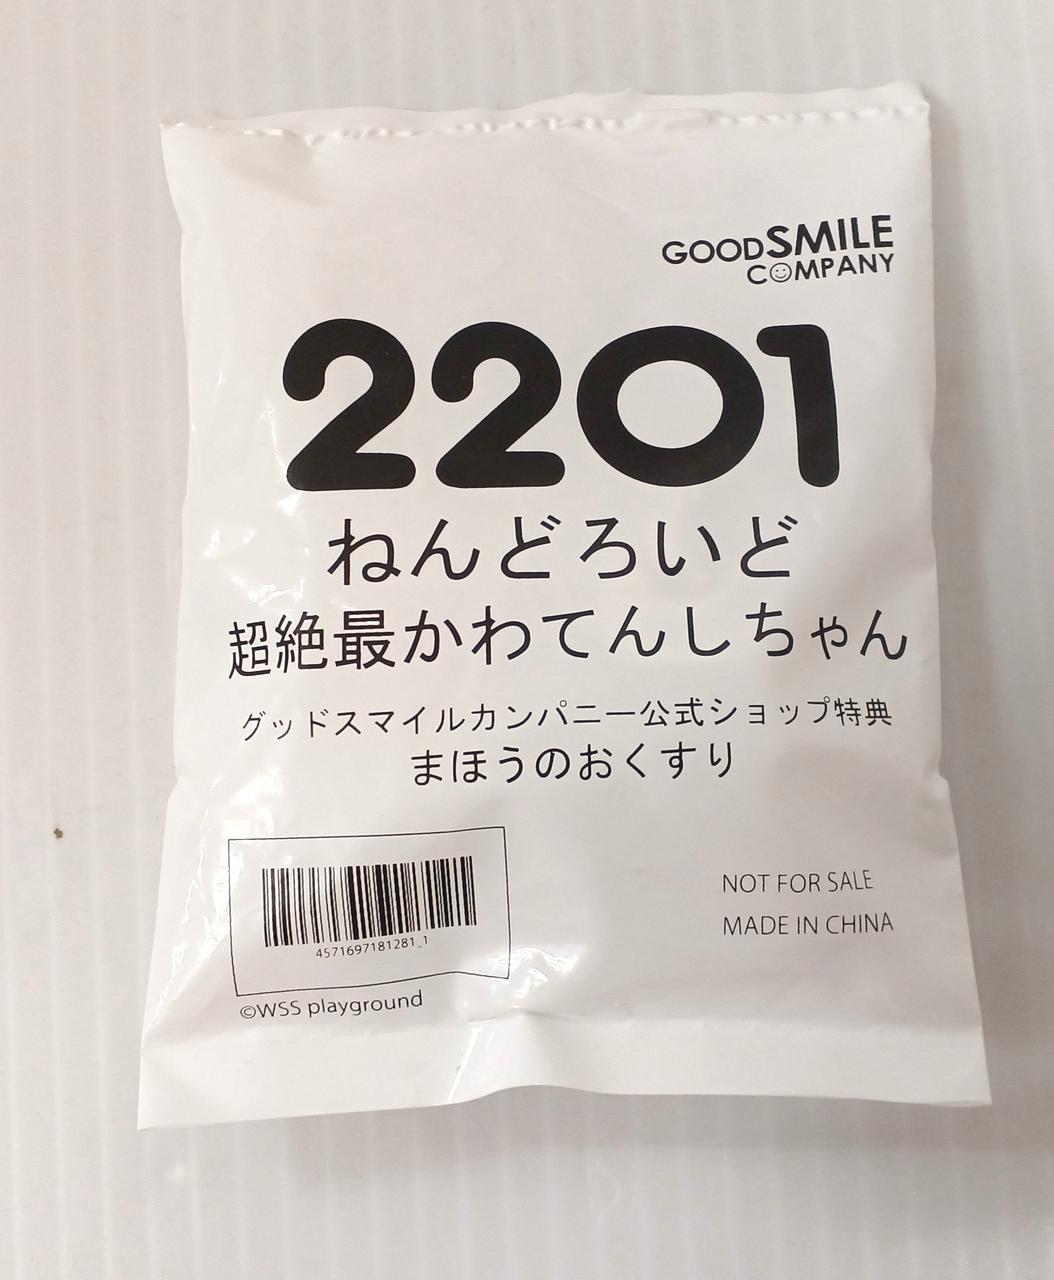 GOODSMILE
COMPANY
2201
ねんどろいど
超絶最かわてんしちゃん
グッドスマイルカンパニー公式ショップ特典
まほうのおくすり
4571697181281_1
NOT FOR SALE
MADE IN CHINA
©WSS playground